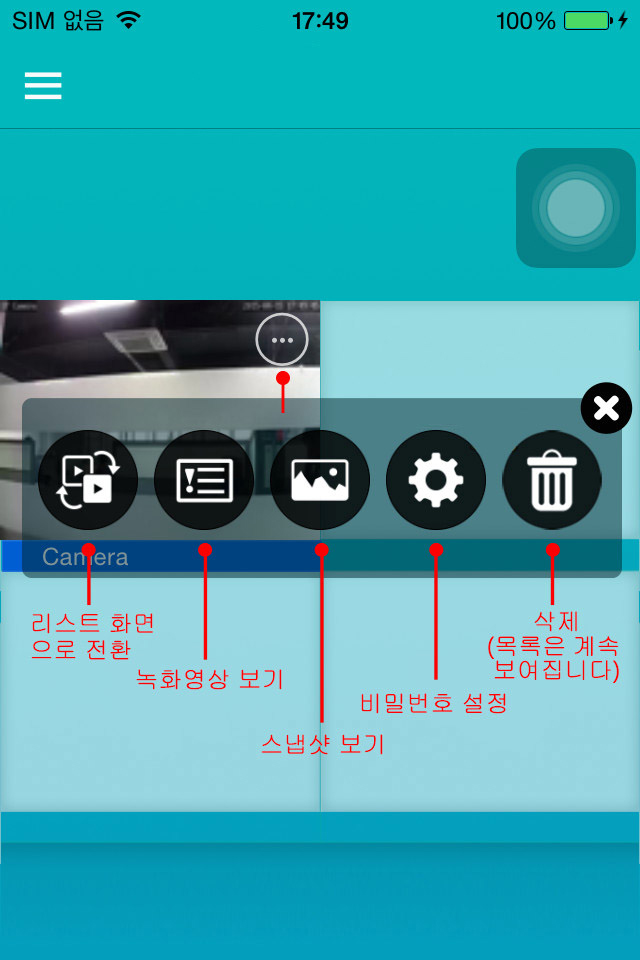 SIM 없음 17:49 100%
Camera
리스트 화면
으로 전환
녹화영상 보기
스냅샷 보기
비밀번호 설정
삭제
(목록은 계속
보여집니다)